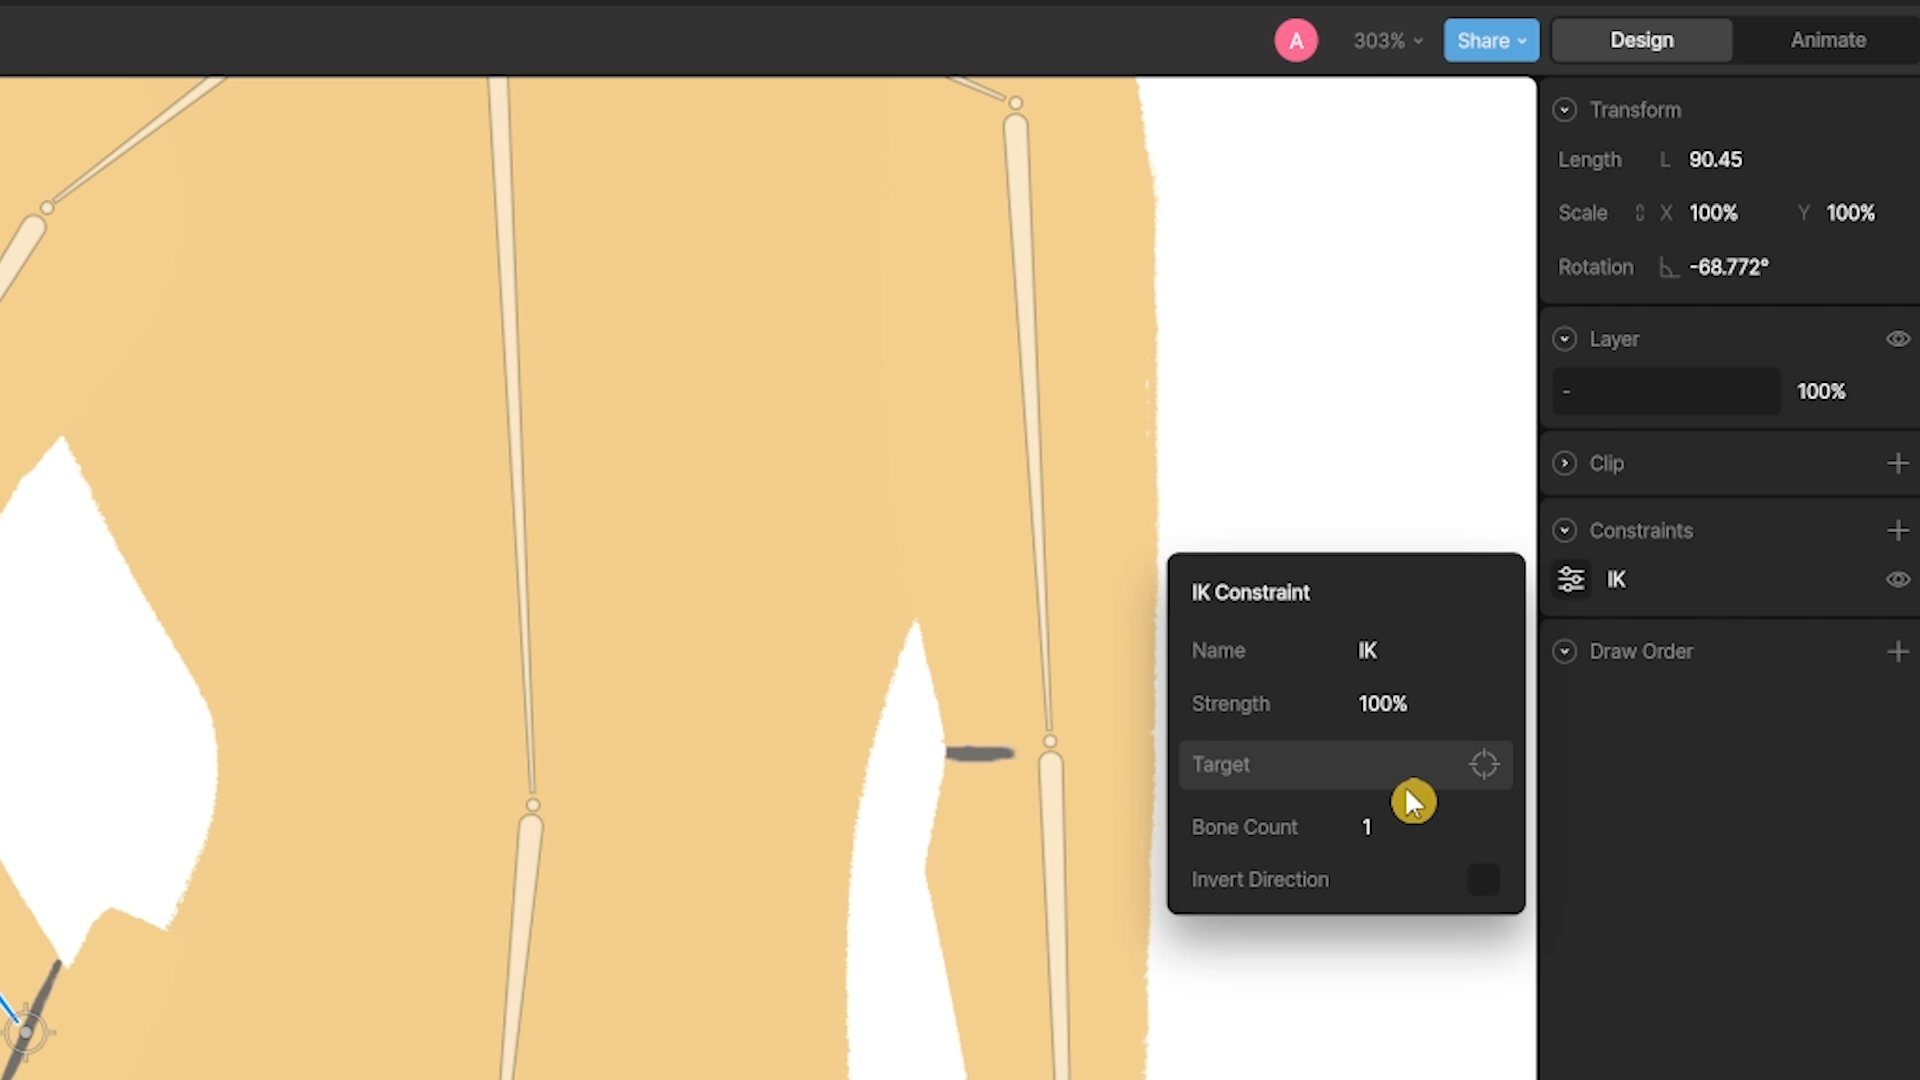 A 303% Share Design Animate
Transform
Length L 90.45
Scale X 100% Y 100%
Rotation -68.772°
Layer
- 100%
Clip
Constraints
IK
Draw Order
IK Constraint
Name IK
Strength 100%
Target
Bone Count 1
Invert Direction